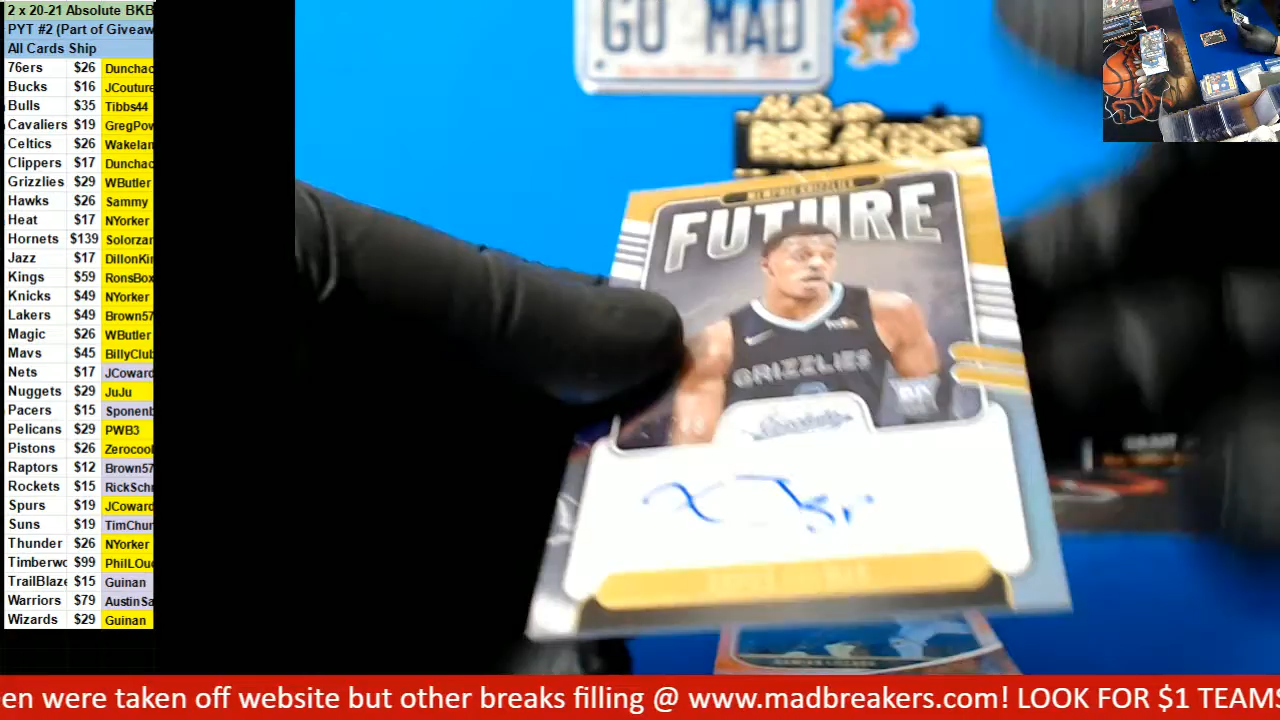 2 x 20-21 Absolute BKB
PYT #2 (Part of Giveaw
All Cards Ship
76ers $26 Dunchac
Bucks $16 JCouture
Bulls $35 Tibbs44
Cavaliers $19 GregPow
Celtics $26 Wakelan
Clippers $17 Dunchac
Grizzlies $29 WButler
Hawks $26 Sammy
Heat $17 NYorker
Hornets $139 Solorzan
Jazz $17 DillonKin
Kings $59 RonsBox
Knicks $49 NYorker
Lakers $49 Brown57
Magic $26 WButler
Mavs $45 BillyClub
Nets $17 JCoward
Nuggets $29 JuJu
Pacers $15 Sponenb
Pelicans $29 PWB3
Pistons $26 Zerocool
Raptors $12 Brown57
Rockets $15 RickSchr
Spurs $19 JCoward
Suns $19 TimChur
Thunder $26 NYorker
Timberwo $99 PhilLOu
TrailBlaze $15 Guinan
Warriors $79 AustinSa
Wizards $29 Guinan
GO MAD
MEMPHIS GRIZZLIES
FUTURE
GRIZZLIES
en were taken off website but other breaks filling @ www.madbreakers.com! LOOK FOR $1 TEAMS